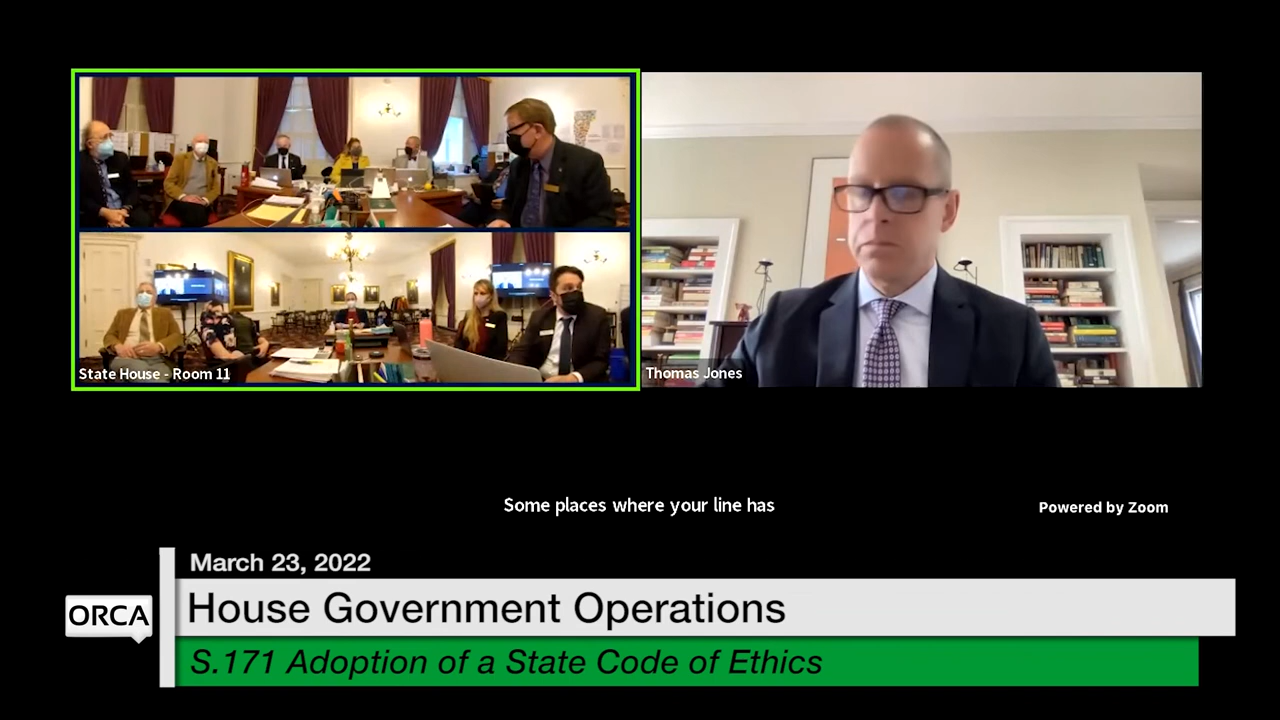 State House - Room 11
Thomas Jones
Some places where your line has
Powered by Zoom
March 23, 2022
ORCA
House Government Operations
S.171 Adoption of a State Code of Ethics